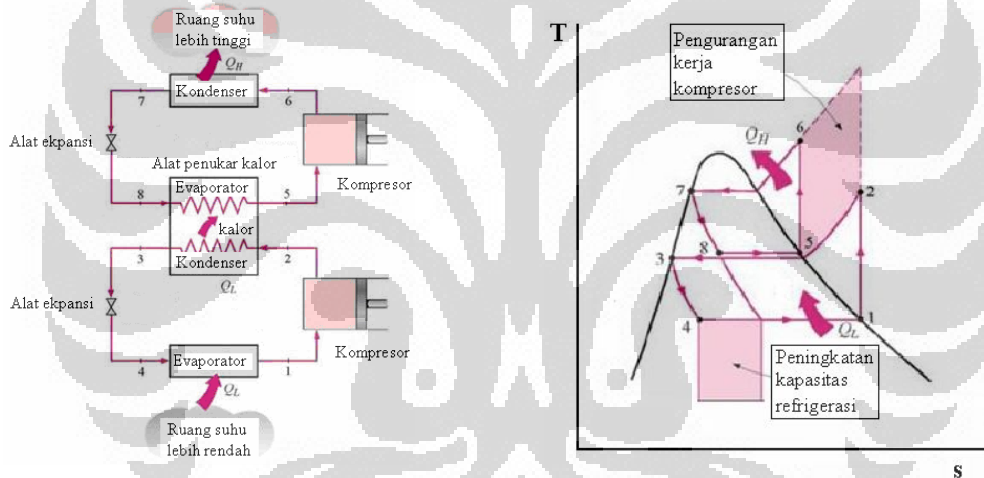 Ruang suhu
lebih tinggi
Q_H
7
Kondenser
6
Alat ekpansi
Alat penukar kalor
Kompresor
8
Evaporator
5
kalor
3
Kondenser
2
Q_L
Alat ekpansi
Kompresor
4
Evaporator
1
Q_L
Ruang suhu
lebih rendah
T
Pengurangan
kerja
kompresor
6
Q_H
7
2
8
5
3
4
1
Q_L
Peningkatan
kapasitas
refrigerasi
s